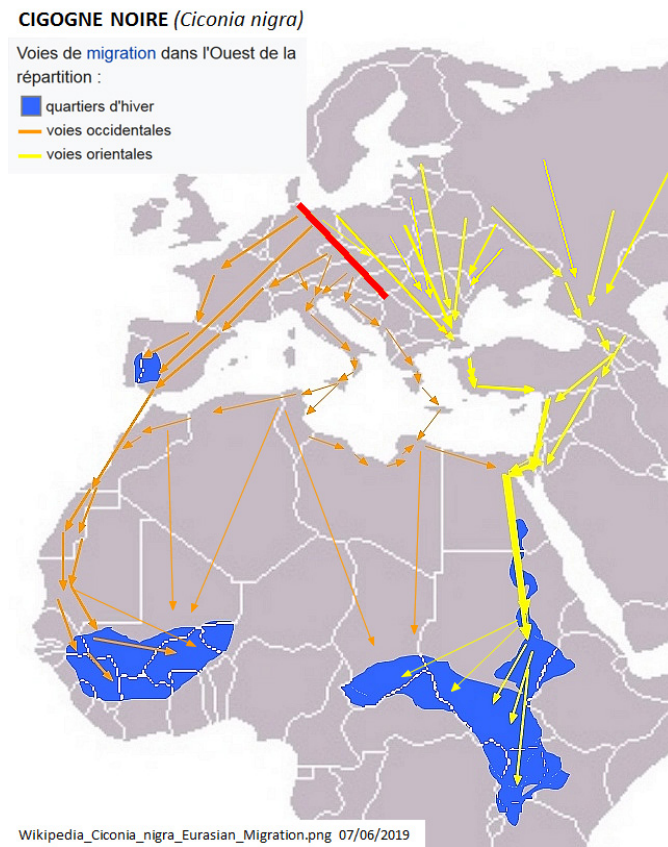 CIGOGNE NOIRE (Ciconia nigra)
Voies de migration dans l'Ouest de la
répartition :
quartiers d'hiver
voies occidentales
voies orientales
Wikipedia_Ciconia_nigra_Eurasian_Migration.png 07/06/2019